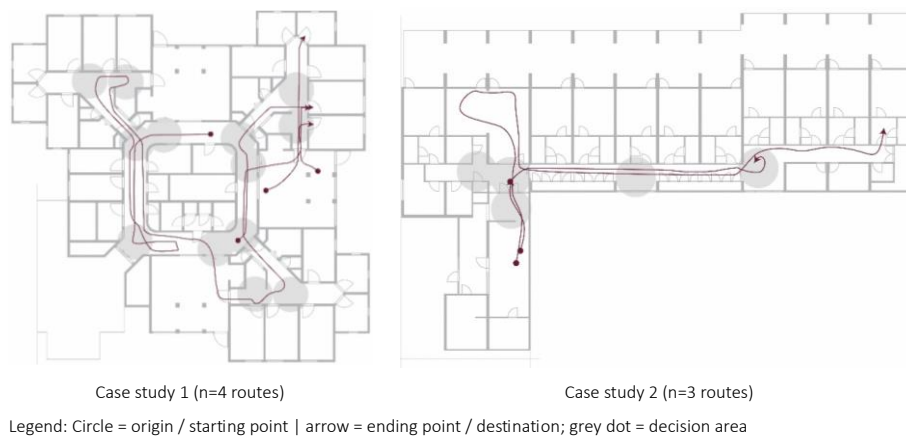 Case study 1 (n=4 routes)
Case study 2 (n=3 routes)
Legend: Circle = origin / starting point | arrow = ending point / destination; grey dot = decision area